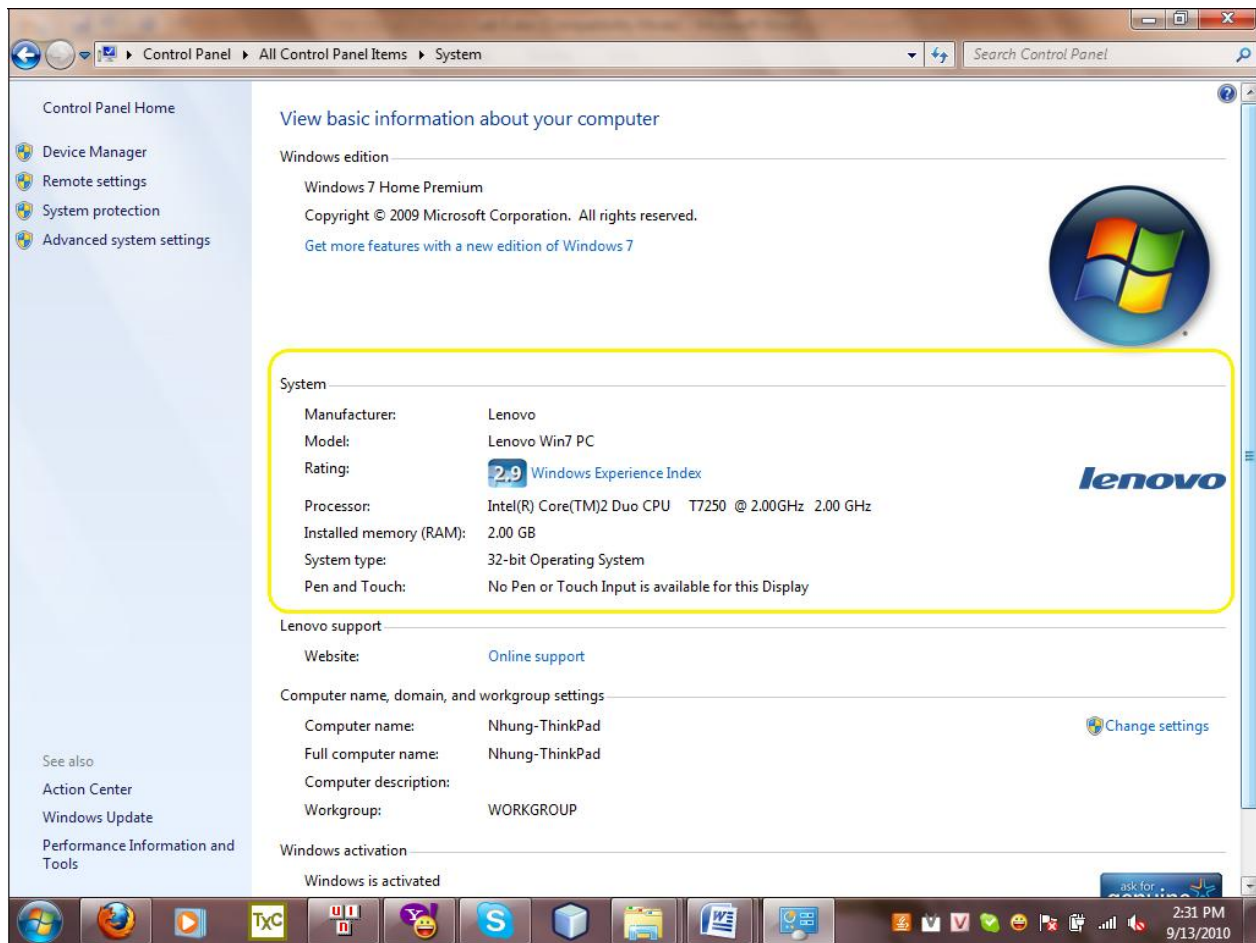 Control Panel ▸ All Control Panel Items ▸ System
Search Control Panel
Control Panel Home
Device Manager
Remote settings
System protection
Advanced system settings
See also
Action Center
Windows Update
Performance Information and
Tools
View basic information about your computer
Windows edition
Windows 7 Home Premium
Copyright © 2009 Microsoft Corporation. All rights reserved.
Get more features with a new edition of Windows 7
System
Manufacturer: Lenovo
Model: Lenovo Win7 PC
Rating: 2.9 Windows Experience Index
lenovo
Processor: Intel(R) Core(TM)2 Duo CPU T7250 @ 2.00GHz 2.00 GHz
Installed memory (RAM): 2.00 GB
System type: 32-bit Operating System
Pen and Touch: No Pen or Touch Input is available for this Display
Lenovo support
Website: Online support
Computer name, domain, and workgroup settings
Computer name: Nhung-ThinkPad
Change settings
Full computer name: Nhung-ThinkPad
Computer description:
Workgroup: WORKGROUP
Windows activation
Windows is activated
ask for
genuine
TxC
2:31 PM
9/13/2010